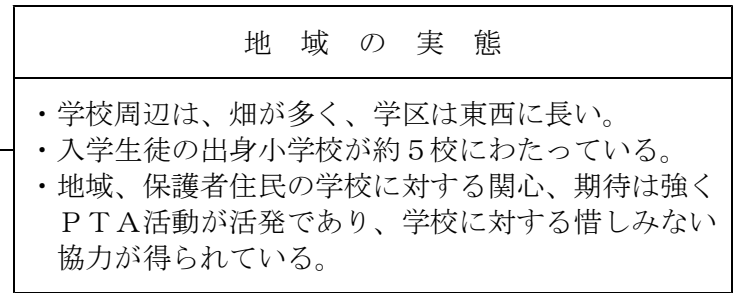 地　域　の　実　態
・学校周辺は、畑が多く、学区は東西に長い。
・入学生徒の出身小学校が約５校にわたっている。
・地域、保護者住民の学校に対する関心、期待は強く
ＰＴＡ活動が活発であり、学校に対する惜しみない
協力が得られている。